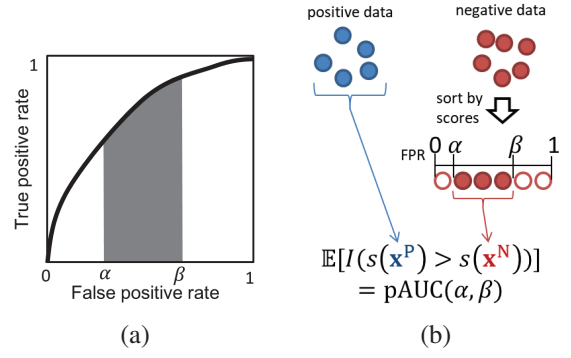 1
True positive rate
0
α
β
1
False positive rate
(a)
positive data
negative data
sort by
scores
FPR
0 α β 1
𝔼[I(s(x^P) > s(x^N))]
= pAUC(α, β)
(b)